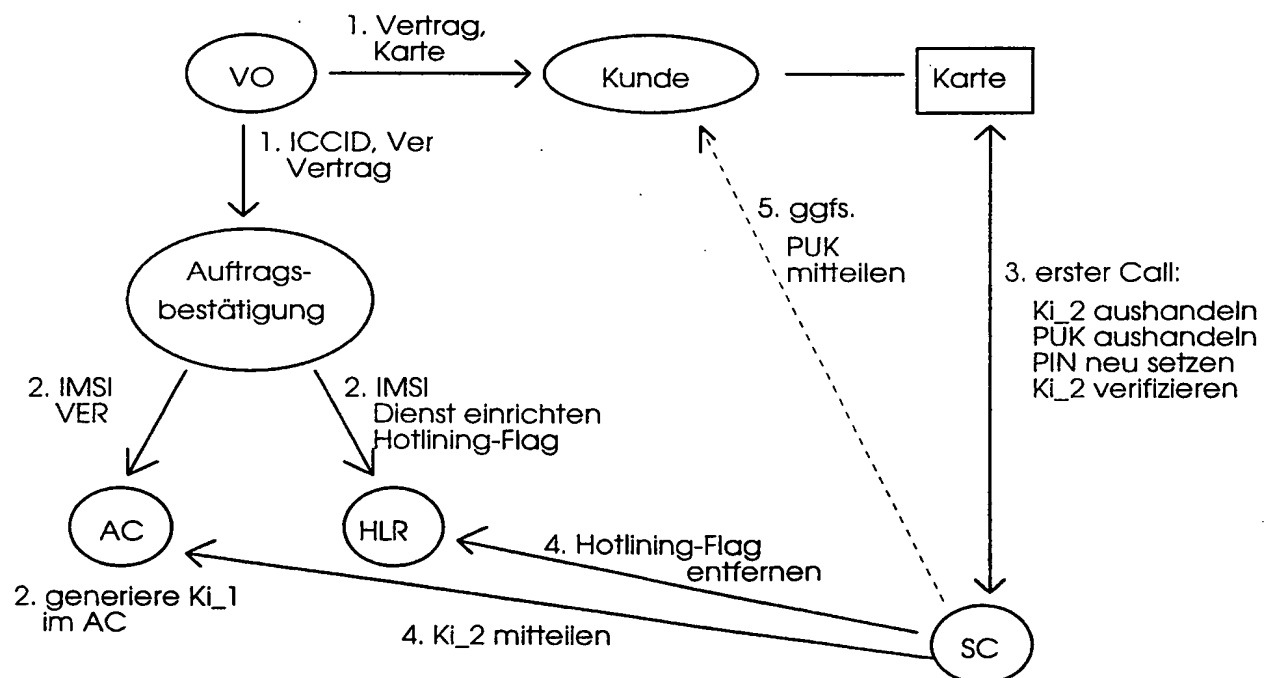 1. Vertrag,
Karte
VO
Kunde
Karte
1. ICCID, Ver
Vertrag
5. ggfs.
PUK
mitteilen
Auftrags-
bestätigung
3. erster Call:
Ki_2 aushandeln
PUK aushandeln
PIN neu setzen
Ki_2 verifizieren
2. IMSI
VER
2. IMSI
Dienst einrichten
Hotlining-Flag
AC
HLR
4. Hotlining-Flag
entfernen
2. generiere Ki_1
im AC
4. Ki_2 mitteilen
SC